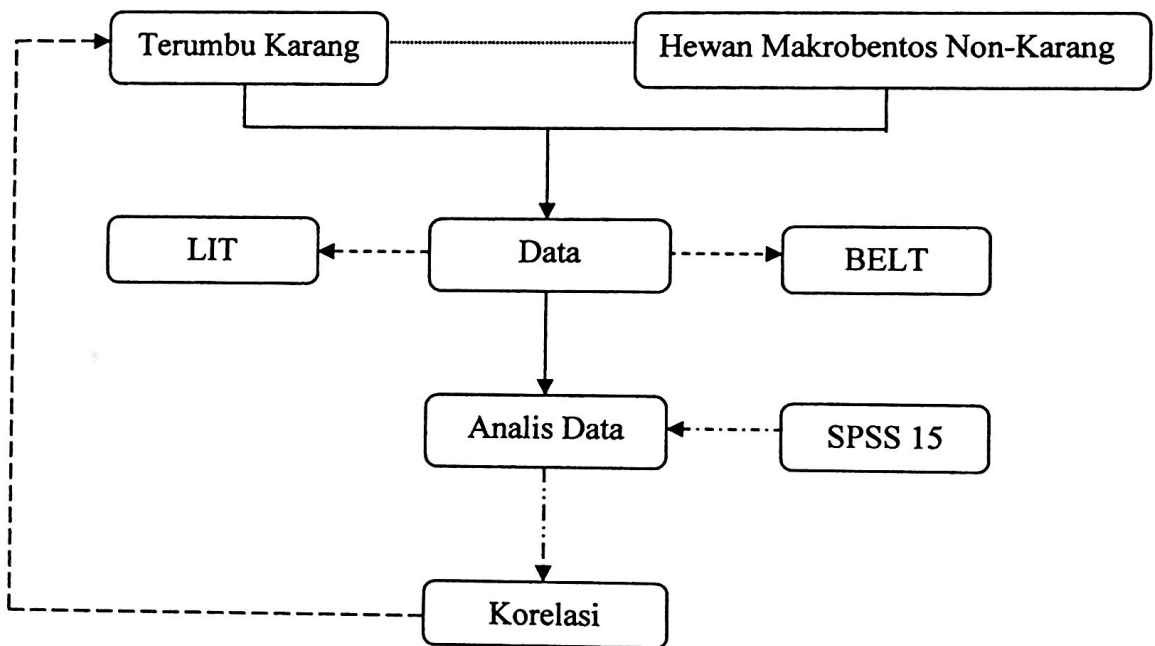 Terumbu Karang
Hewan Makrobentos Non-Karang
LIT
Data
BELT
Analis Data
SPSS 15
Korelasi